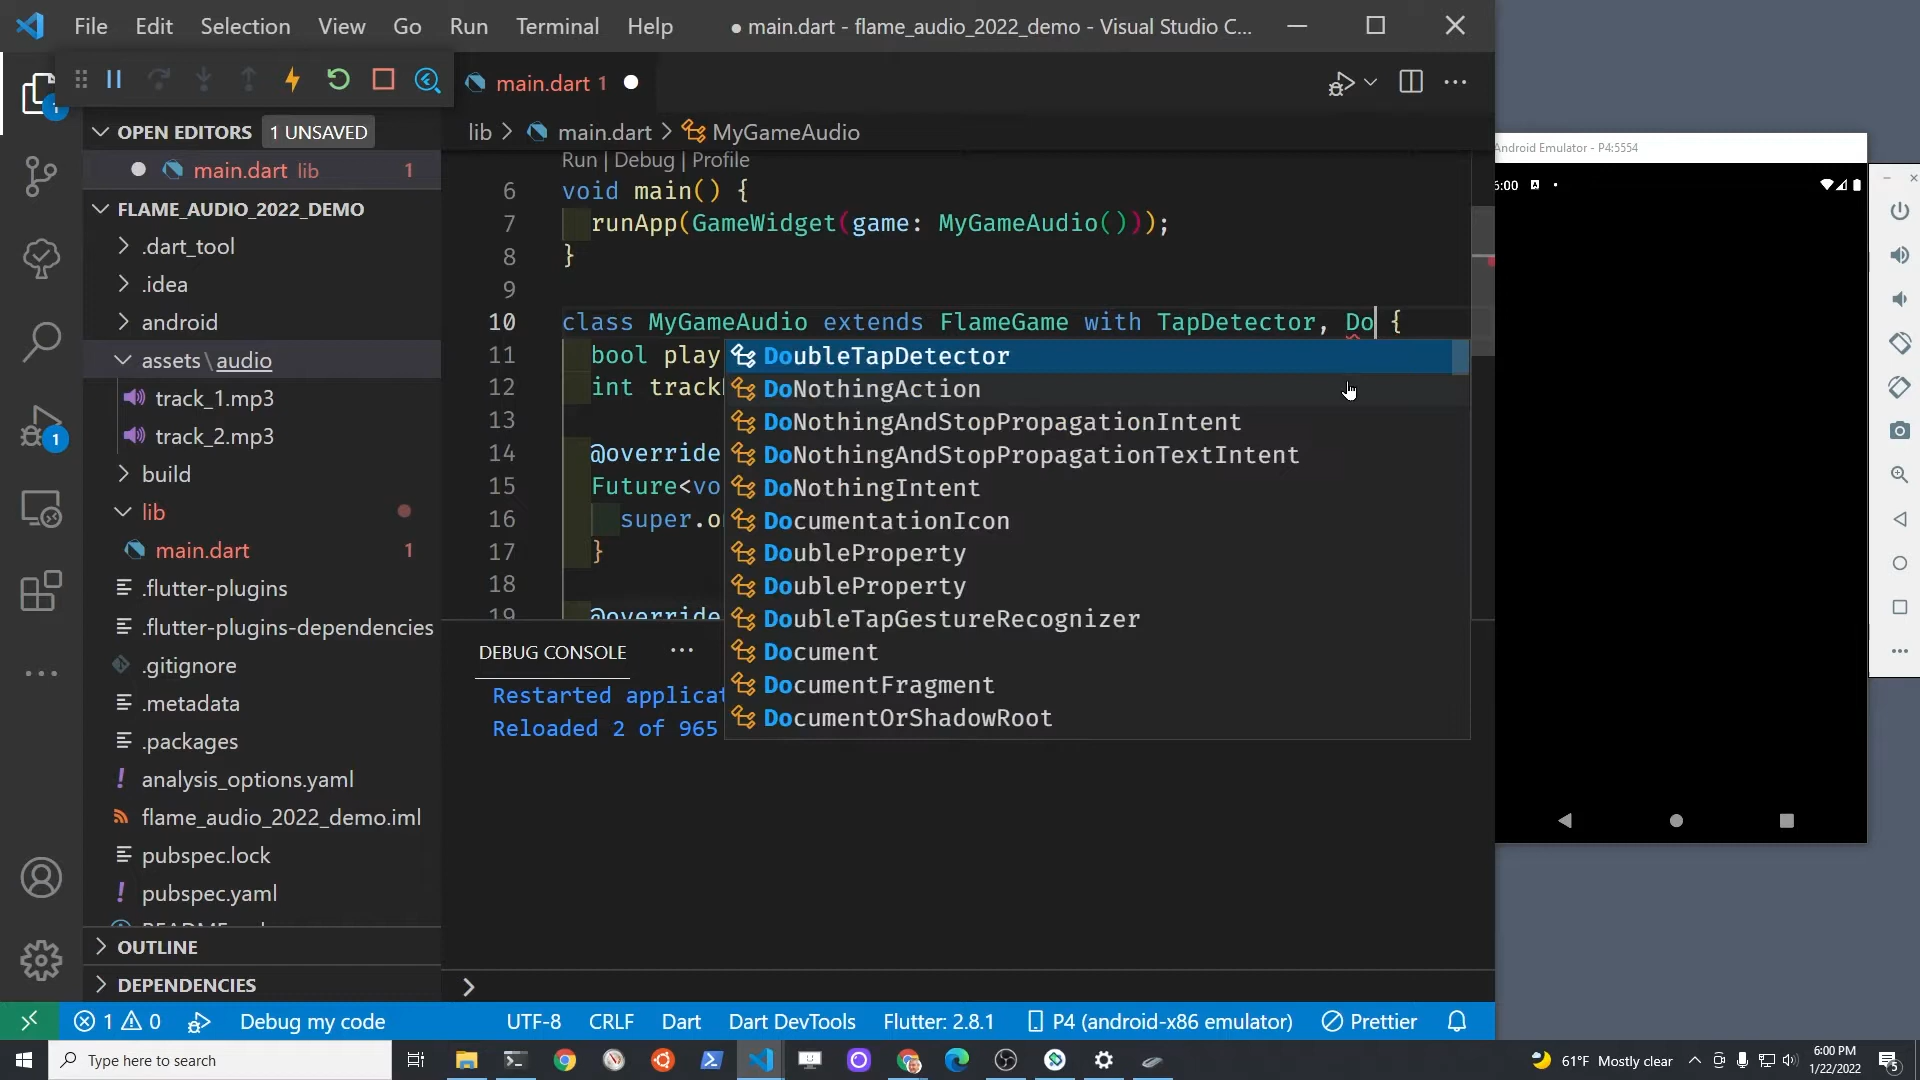 File Edit Selection View Go Run Terminal Help
● main.dart - flame_audio_2022_demo - Visual Studio C...
main.dart 1
OPEN EDITORS 1 UNSAVED
main.dart lib 1
FLAME_AUDIO_2022_DEMO
.dart_tool
.idea
android
assets\audio
track_1.mp3
track_2.mp3
build
lib
main.dart 1
.flutter-plugins
.flutter-plugins-dependencies
.gitignore
.metadata
.packages
analysis_options.yaml
flame_audio_2022_demo.iml
pubspec.lock
pubspec.yaml
OUTLINE
DEPENDENCIES
1
1
lib > main.dart > MyGameAudio
Run | Debug | Profile
6 void main() {
7 runApp(GameWidget(game: MyGameAudio()));
8 }
9
10 class MyGameAudio extends FlameGame with TapDetector, Do {
11 bool play
12 int track
13
14 @override
15 Future<vo
16 super.o
17 }
18
19 @override
DoubleTapDetector
DoNothingAction
DoNothingAndStopPropagationIntent
DoNothingAndStopPropagationTextIntent
DoNothingIntent
DocumentationIcon
DoubleProperty
DoubleProperty
DoubleTapGestureRecognizer
Document
DocumentFragment
DocumentOrShadowRoot
DEBUG CONSOLE ...
Restarted applicat
Reloaded 2 of 965
Android Emulator - P4:5554
6:00
1 0 Debug my code UTF-8 CRLF Dart Dart DevTools Flutter: 2.8.1 P4 (android-x86 emulator) Prettier
Type here to search
61°F Mostly clear
6:00 PM
1/22/2022
5